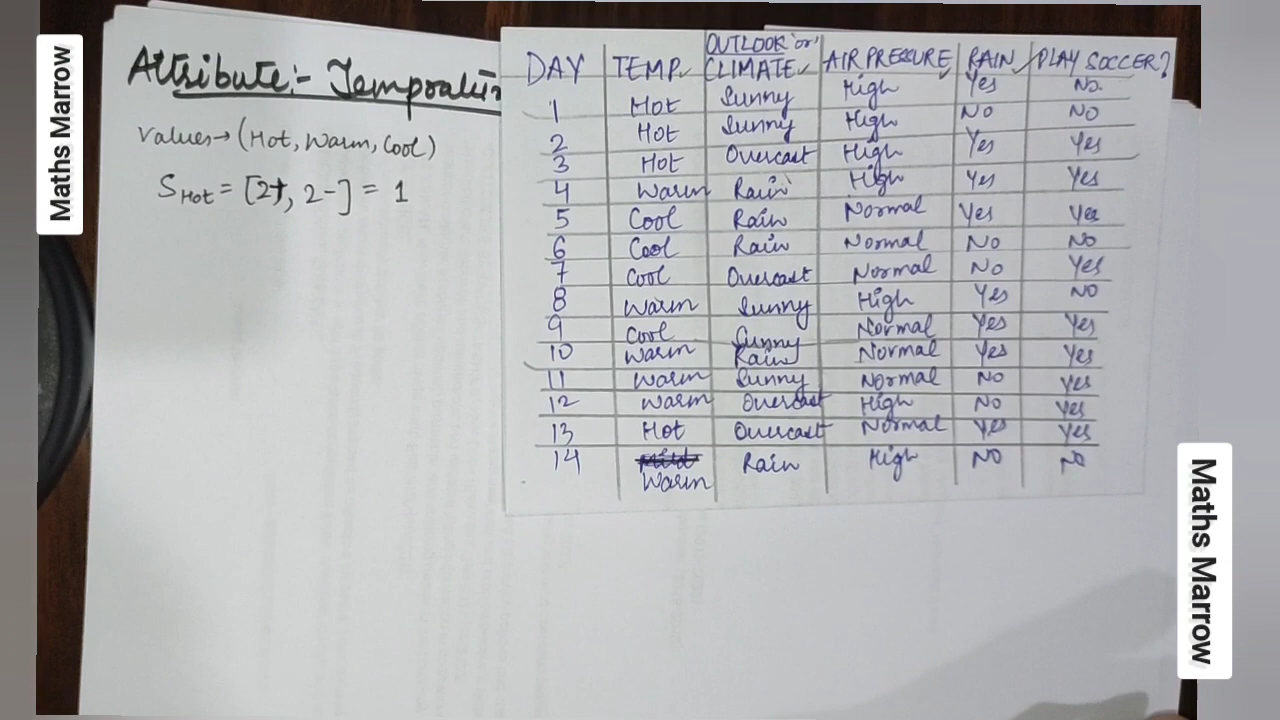 Maths Marrow
Attribute:- Temprature
Values→ (Hot, Warm, Cool)
S Hot = [2+, 2-] = 1
DAY TEMP. OUTLOOK 'or' CLIMATE AIR PRESSURE RAIN PLAY SOCCER?
1 Hot Sunny High Yes No.
2 Hot Sunny High No No
3 Hot Overcast High Yes Yes
4 Warm Rain High Yes Yes
5 Cool Rain Normal Yes Yes
6 Cool Rain Normal No No
7 Cool Overcast Normal No Yes
8 Warm Sunny High Yes No
9 Cool Sunny Normal Yes Yes
10 Warm Rain Normal Yes Yes
11 Warm Sunny Normal No Yes
12 Warm Overcast High No Yes
13 Hot Overcast Normal Yes Yes
14 Warm Rain High No No
Maths Marrow